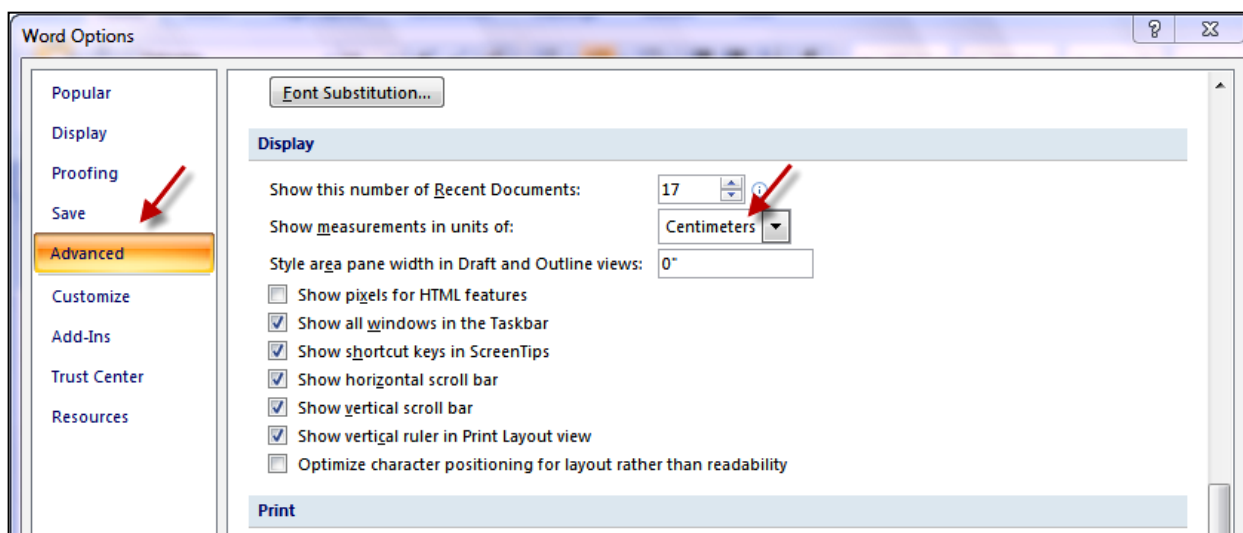 Word Options
Popular
Display
Proofing
Save
Advanced
Customize
Add-Ins
Trust Center
Resources
Font Substitution...
Display
Show this number of Recent Documents: 17
Show measurements in units of: Centimeters
Style area pane width in Draft and Outline views: 0"
Show pixels for HTML features
Show all windows in the Taskbar
Show shortcut keys in ScreenTips
Show horizontal scroll bar
Show vertical scroll bar
Show vertical ruler in Print Layout view
Optimize character positioning for layout rather than readability
Print